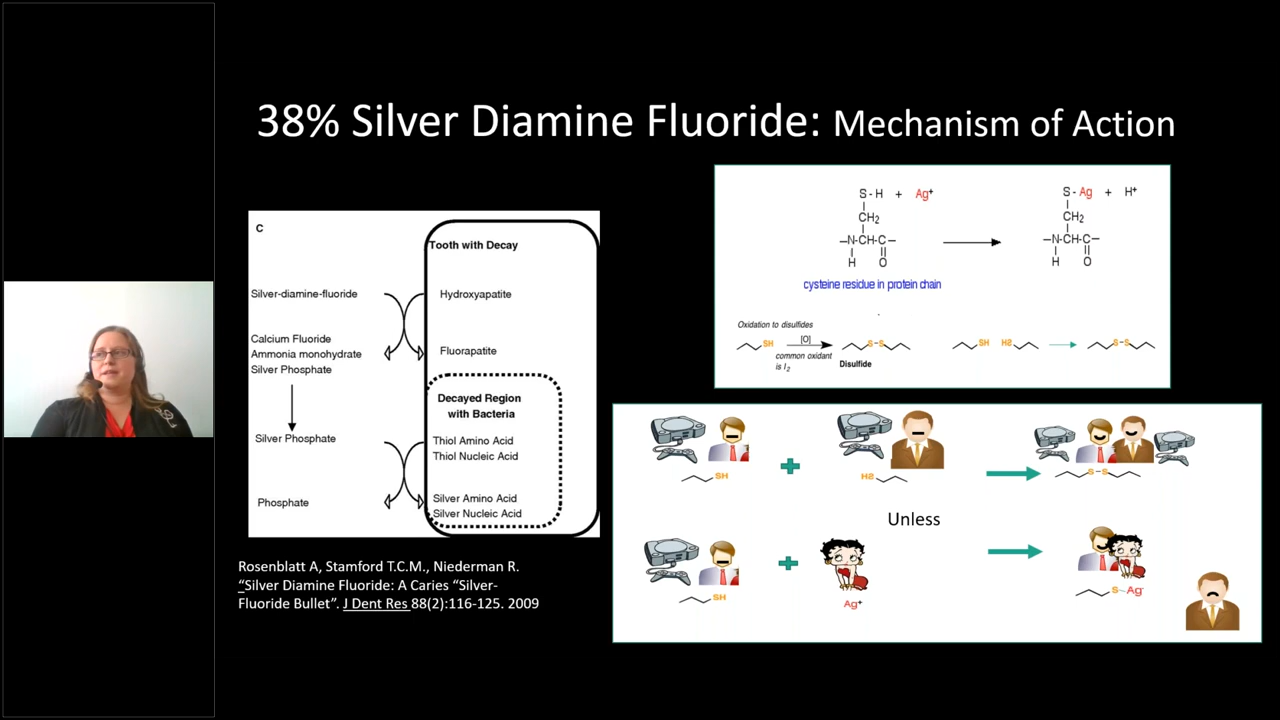 38% Silver Diamine Fluoride: Mechanism of Action
C
Tooth with Decay
Silver-diamine-fluoride
Hydroxyapatite
Calcium Fluoride
Ammonia monohydrate
Silver Phosphate
Fluorapatite
Decayed Region
with Bacteria
Silver Phosphate
Thiol Amino Acid
Thiol Nucleic Acid
Phosphate
Silver Amino Acid
Silver Nucleic Acid
Rosenblatt A, Stamford T.C.M., Niederman R.
“Silver Diamine Fluoride: A Caries “Silver-
Fluoride Bullet”. J Dent Res 88(2):116-125. 2009
S - H + Ag⁺
CH₂
–N-CH-C–
H O
S - Ag + H⁺
CH₂
–N-CH-C–
H O
cysteine residue in protein chain
Oxidation to disulfides
SH
[O]
common oxidant
is I₂
S-S
Disulfide
SH
HS
S-S
SH
HS
S-S
Unless
SH
Ag⁺
S-Ag